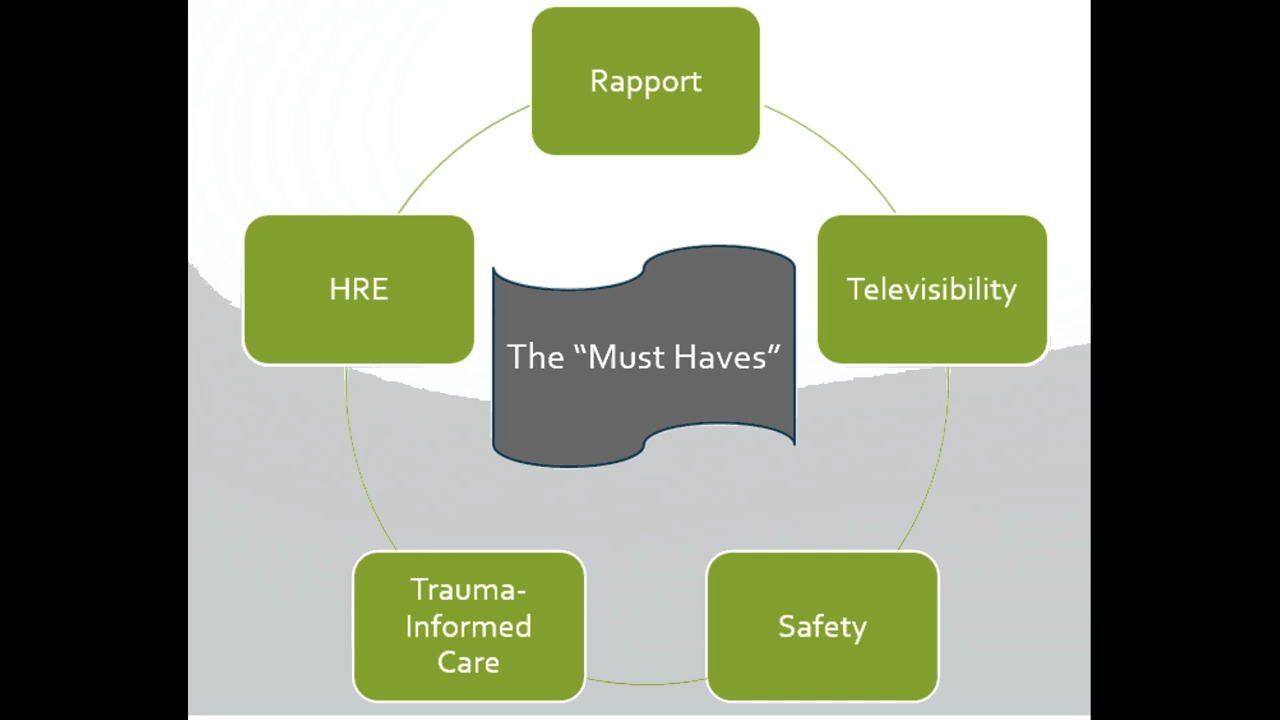 Rapport
HRE
Televisibility
The “Must Haves”
Trauma-
Informed
Care
Safety